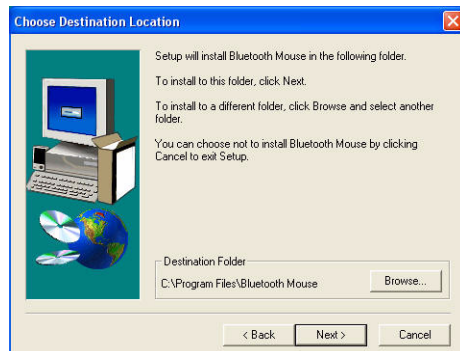 Choose Destination Location
Setup will install Bluetooth Mouse in the following folder.
To install to this folder, click Next.
To install to a different folder, click Browse and select another
folder.
You can choose not to install Bluetooth Mouse by clicking
Cancel to exit Setup.
Destination Folder
C:\Program Files\Bluetooth Mouse
Browse...
< Back
Next >
Cancel